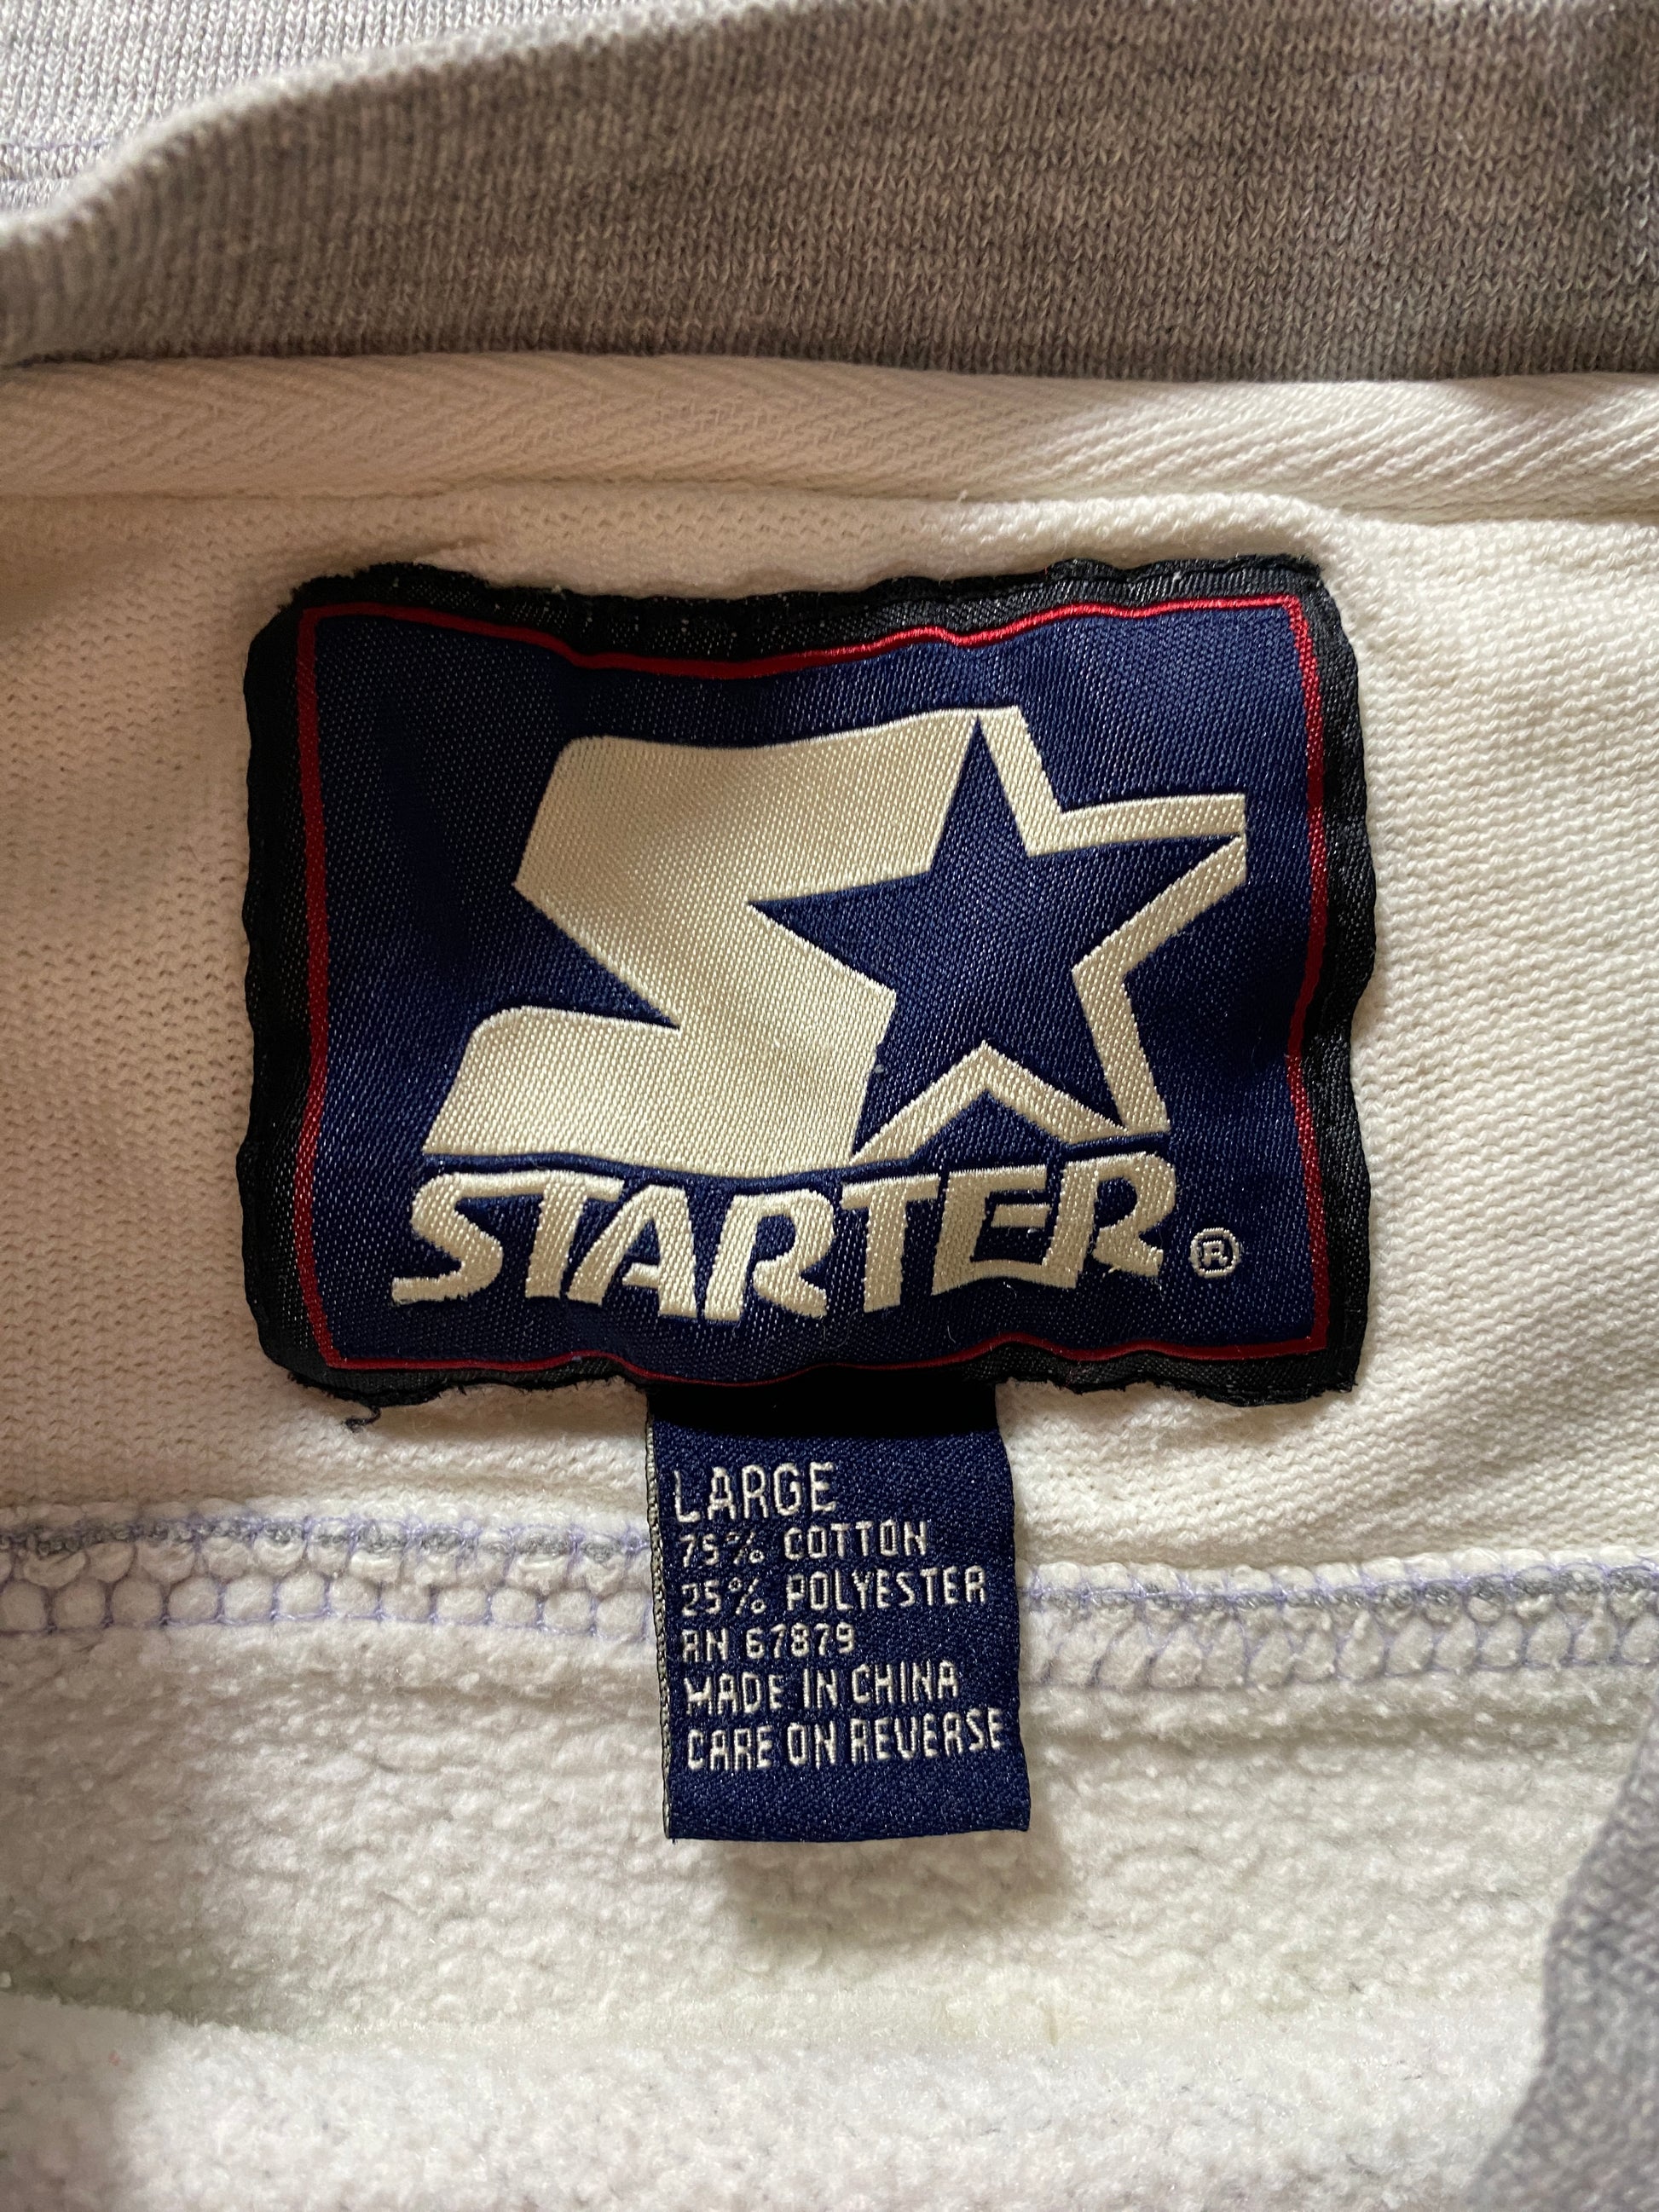 STARTER®
LARGE
75% COTTON
25% POLYESTER
RN 67879
MADE IN CHINA
CARE ON REVERSE